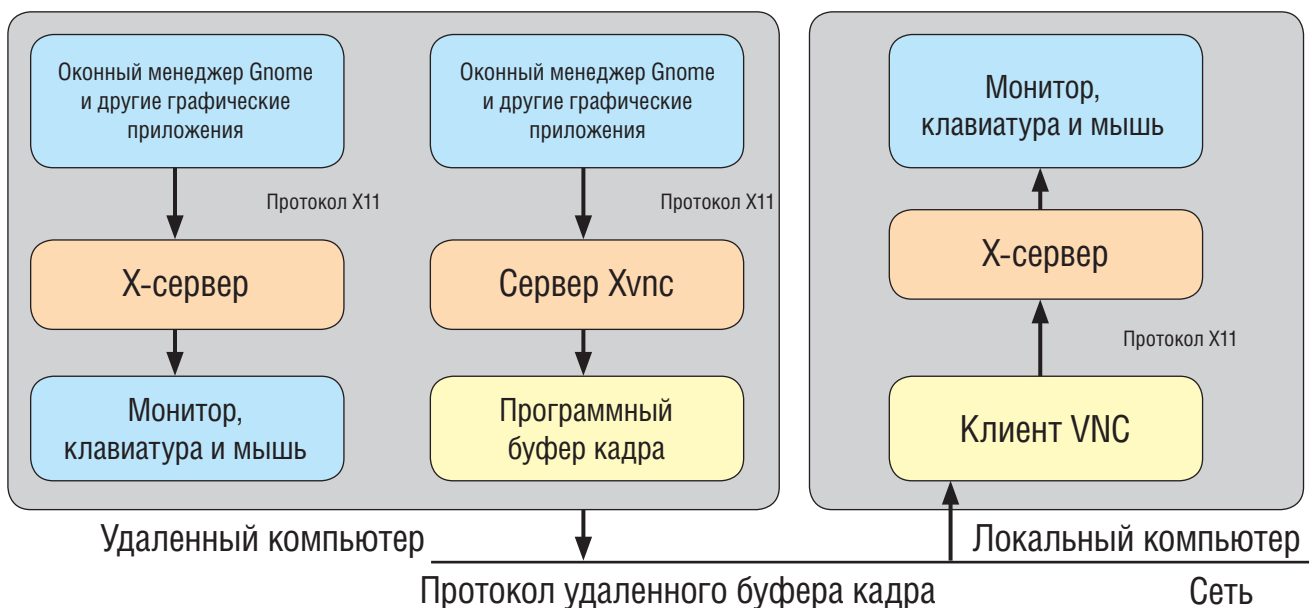 Оконный менеджер Gnome
и другие графические
приложения
Протокол X11
X-сервер
Монитор,
клавиатура и мышь
Оконный менеджер Gnome
и другие графические
приложения
Протокол X11
Сервер Xvnc
Программный
буфер кадра
Монитор,
клавиатура и мышь
X-сервер
Протокол X11
Клиент VNC
Удаленный компьютер
Локальный компьютер
Протокол удаленного буфера кадра
Сеть